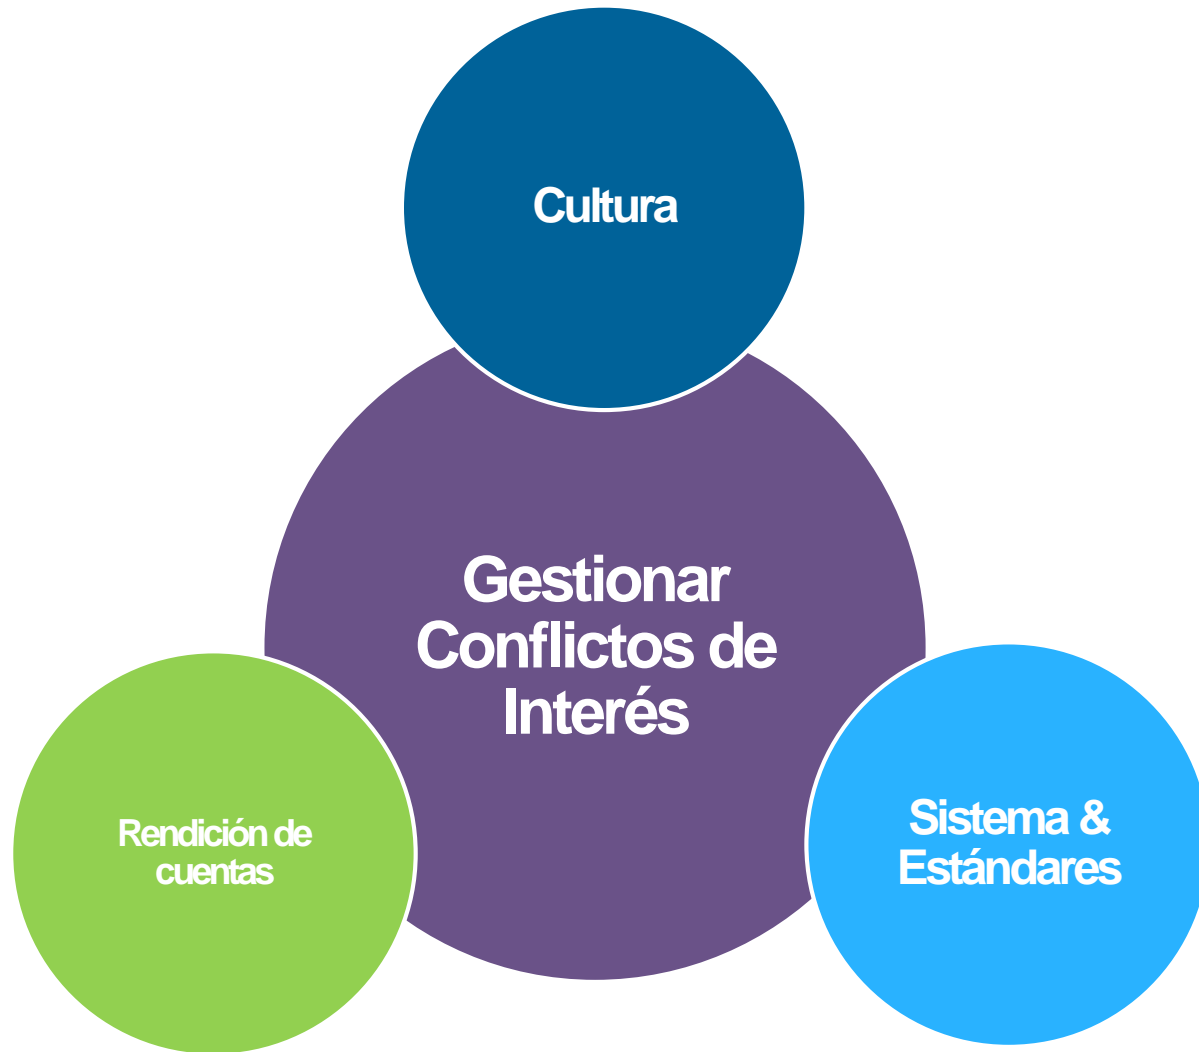 Cultura
Gestionar
Conflictos de
Interés
Rendición de
cuentas
Sistema &
Estándares